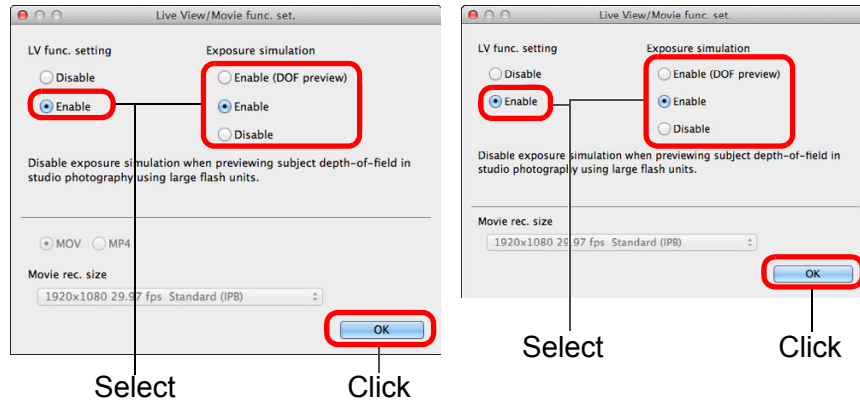 Live View/Movie func. set.
LV func. setting
Exposure simulation
Disable
Enable (DOF preview)
Enable
Enable
Disable
Disable exposure simulation when previewing subject depth-of-field in
studio photography using large flash units.
MOV
MP4
Movie rec. size
1920x1080 29.97 fps Standard (IPB)
OK
Select
Click
Live View/Movie func. set.
LV func. setting
Exposure simulation
Disable
Enable (DOF preview)
Enable
Enable
Disable
Disable exposure simulation when previewing subject depth-of-field in
studio photography using large flash units.
Movie rec. size
1920x1080 29.97 fps Standard (IPB)
OK
Select
Click